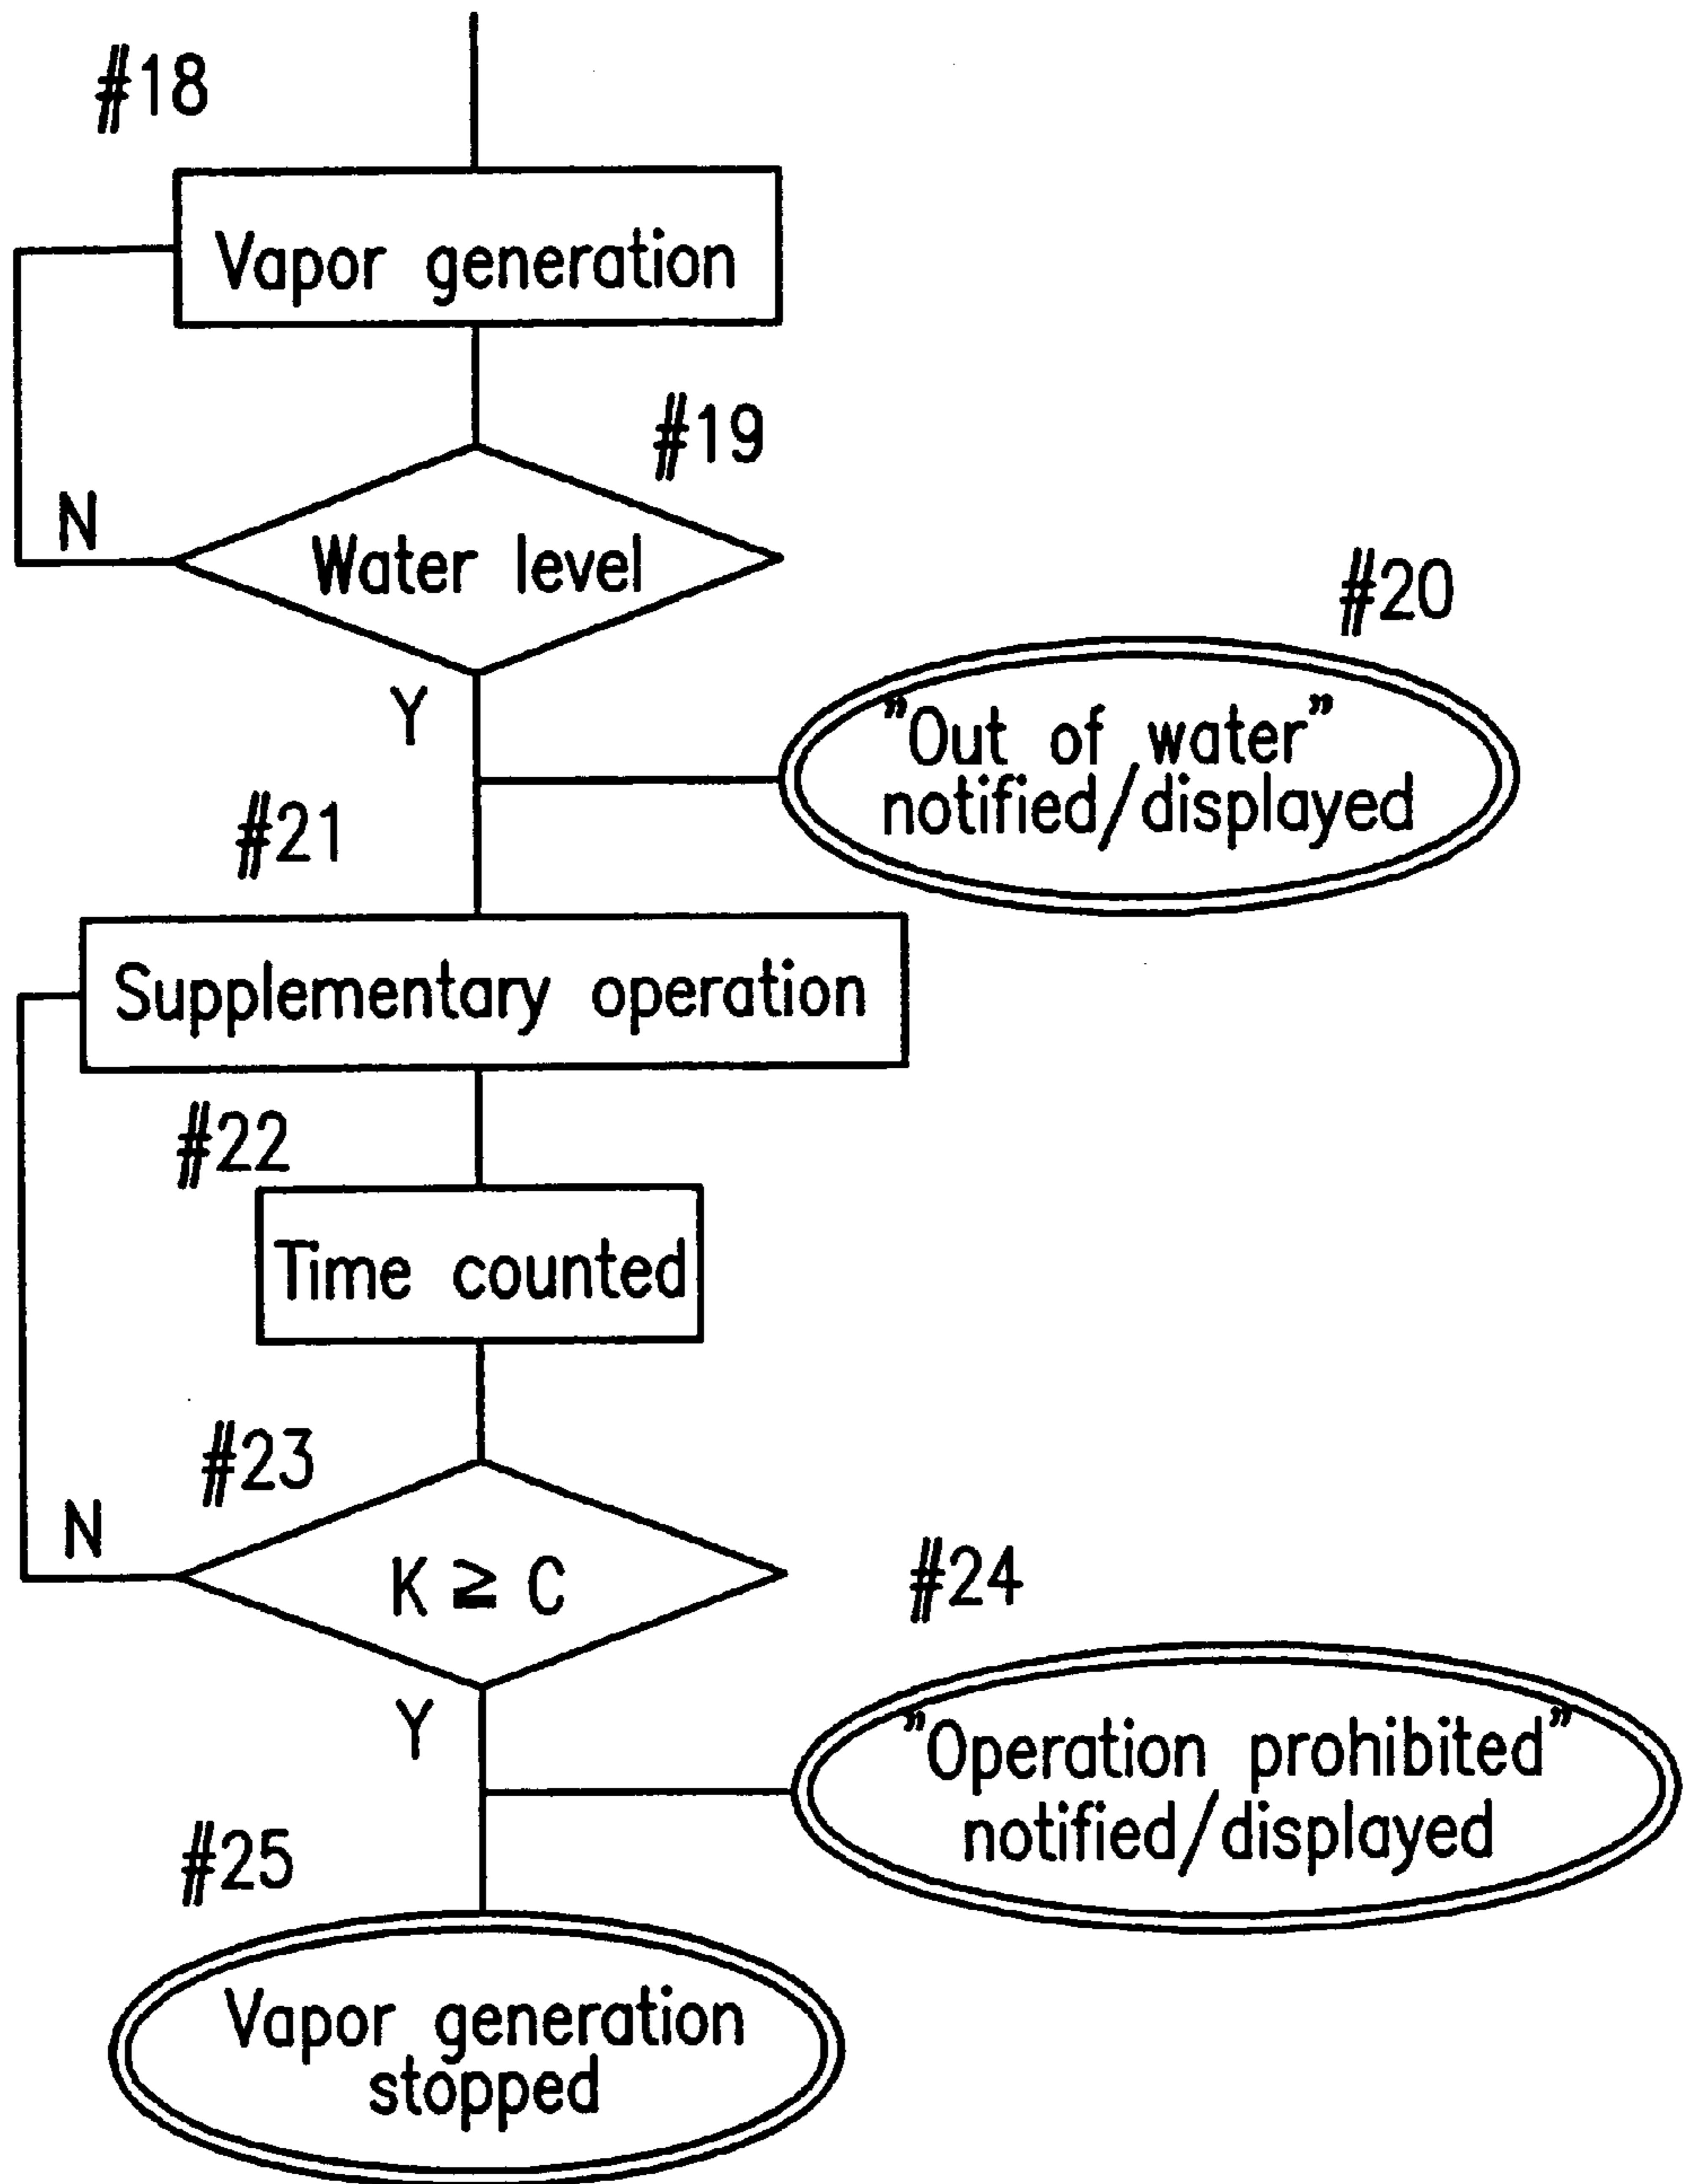 #18
Vapor generation
#19
N
Water level
#20
Y
”Out of water”
notified/displayed
#21
Supplementary operation
#22
Time counted
#23
N
K ≧ C
#24
Y
”Operation prohibited”
notified/displayed
#25
Vapor generation
stopped